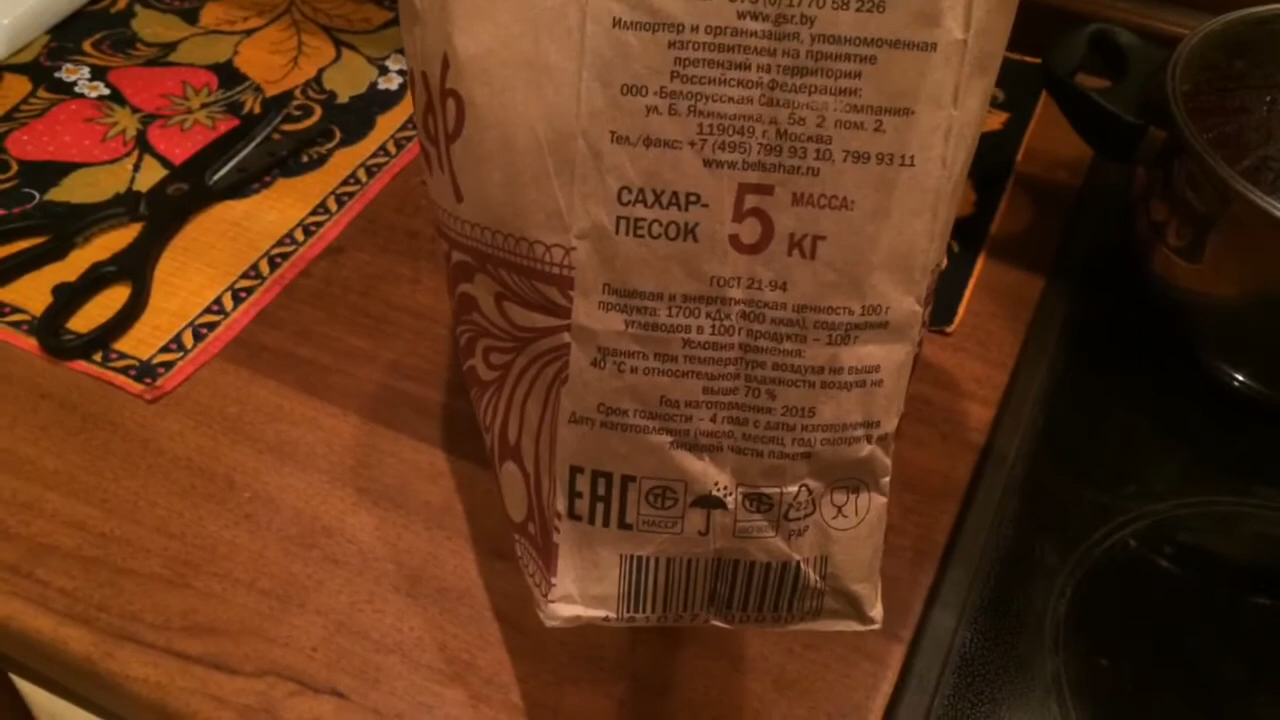 770 58 226
www.gsr.by
Импортер и организация, уполномоченная
изготовителем на принятие
претензий на территории
Российской Федерации:
ООО «Белорусская Сахарная Компания»
ул. Б. Якиманка, д. 58 2, пом. 2,
119049, г. Москва
Тел./факс: +7 (495) 799 93 10, 799 93 11
www.belsahar.ru
САХАР-
ПЕСОК
5
МАССА:
КГ
ГОСТ 21-94
Пищевая и энергетическая ценность 100 г
продукта: 1700 кДж (400 ккал), содержание
углеводов в 100 г продукта – 100 г
Условия хранения:
хранить при температуре воздуха не выше
40 °С и относительной влажности воздуха не
выше 70 %
Год изготовления: 2015
Срок годности – 4 года с даты изготовления
Дату изготовления (число, месяц, год) смотрите на
лицевой части пакета
ЕАС
НАССР
22
PAP